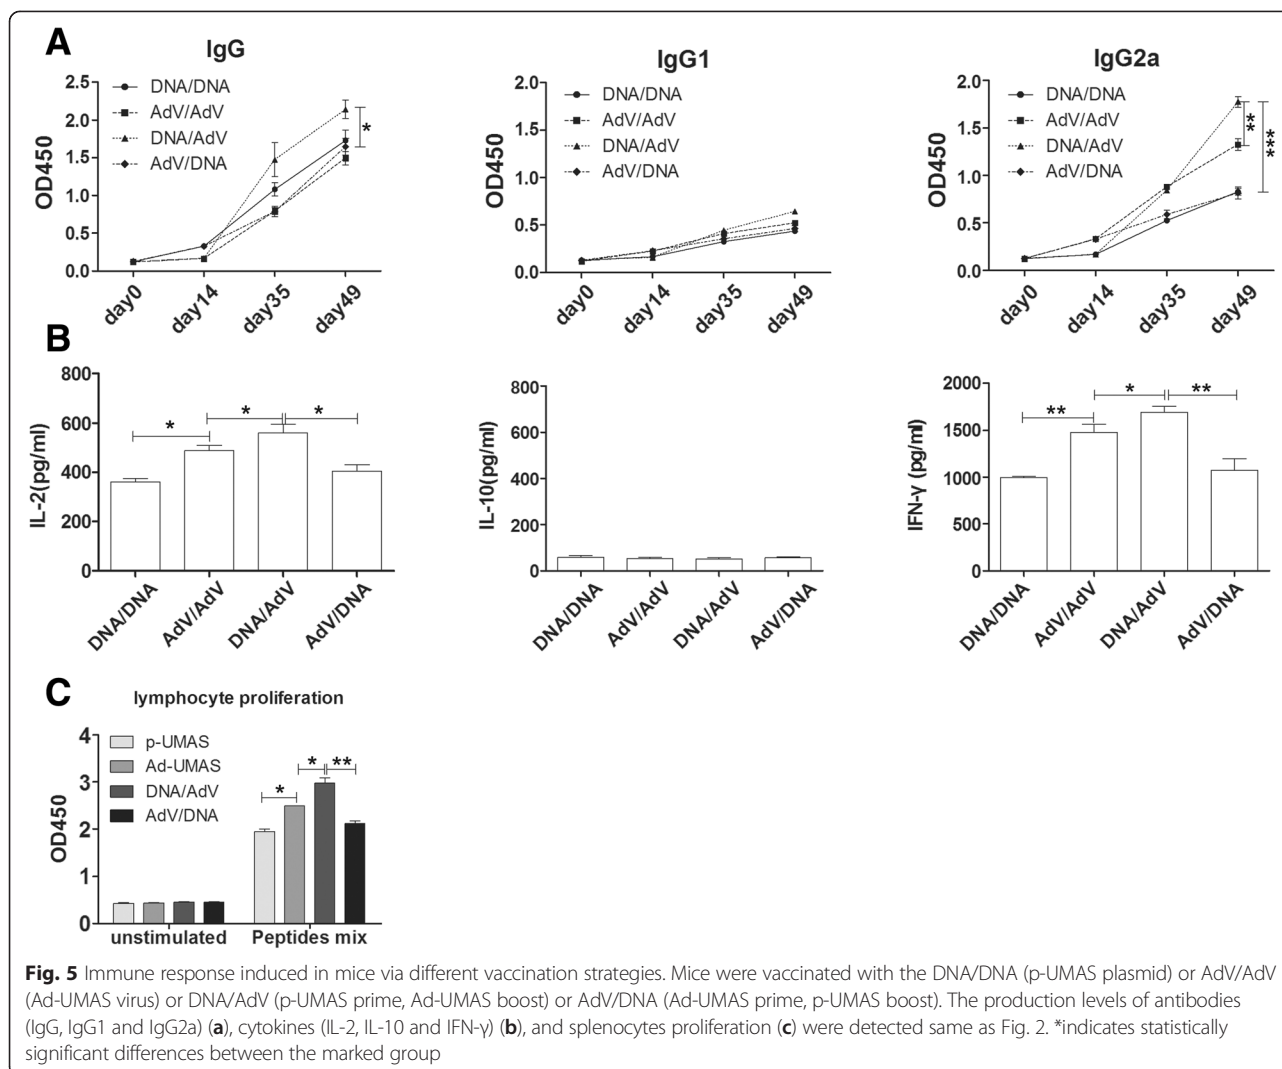 A
IgG
DNA/DNA
AdV/AdV
DNA/AdV
AdV/DNA
OD450
2.5
2.0
1.5
1.0
0.5
0.0
*
day0
day14
day35
day49
IgG1
DNA/DNA
AdV/AdV
DNA/AdV
AdV/DNA
OD450
2.0
1.5
1.0
0.5
0.0
day0
day14
day35
day49
IgG2a
DNA/DNA
AdV/AdV
DNA/AdV
AdV/DNA
OD450
2.0
1.5
1.0
0.5
0.0
**
***
day0
day14
day35
day49
B
IL-2(pg/ml)
800
600
400
200
0
*
*
*
DNA/DNA
AdV/AdV
DNA/AdV
AdV/DNA
IL-10(pg/ml)
800
600
400
200
0
DNA/DNA
AdV/AdV
DNA/AdV
AdV/DNA
IFN-γ (pg/ml)
2000
1500
1000
500
0
**
*
**
DNA/DNA
AdV/AdV
DNA/AdV
AdV/DNA
C
lymphocyte proliferation
p-UMAS
Ad-UMAS
DNA/AdV
AdV/DNA
OD450
4
3
2
1
0
*
*
**
unstimulated
Peptides mix
Fig. 5 Immune response induced in mice via different vaccination strategies. Mice were vaccinated with the DNA/DNA (p-UMAS plasmid) or AdV/AdV
(Ad-UMAS virus) or DNA/AdV (p-UMAS prime, Ad-UMAS boost) or AdV/DNA (Ad-UMAS prime, p-UMAS boost). The production levels of antibodies
(IgG, IgG1 and IgG2a) (a), cytokines (IL-2, IL-10 and IFN-γ) (b), and splenocytes proliferation (c) were detected same as Fig. 2. *indicates statistically
significant differences between the marked group